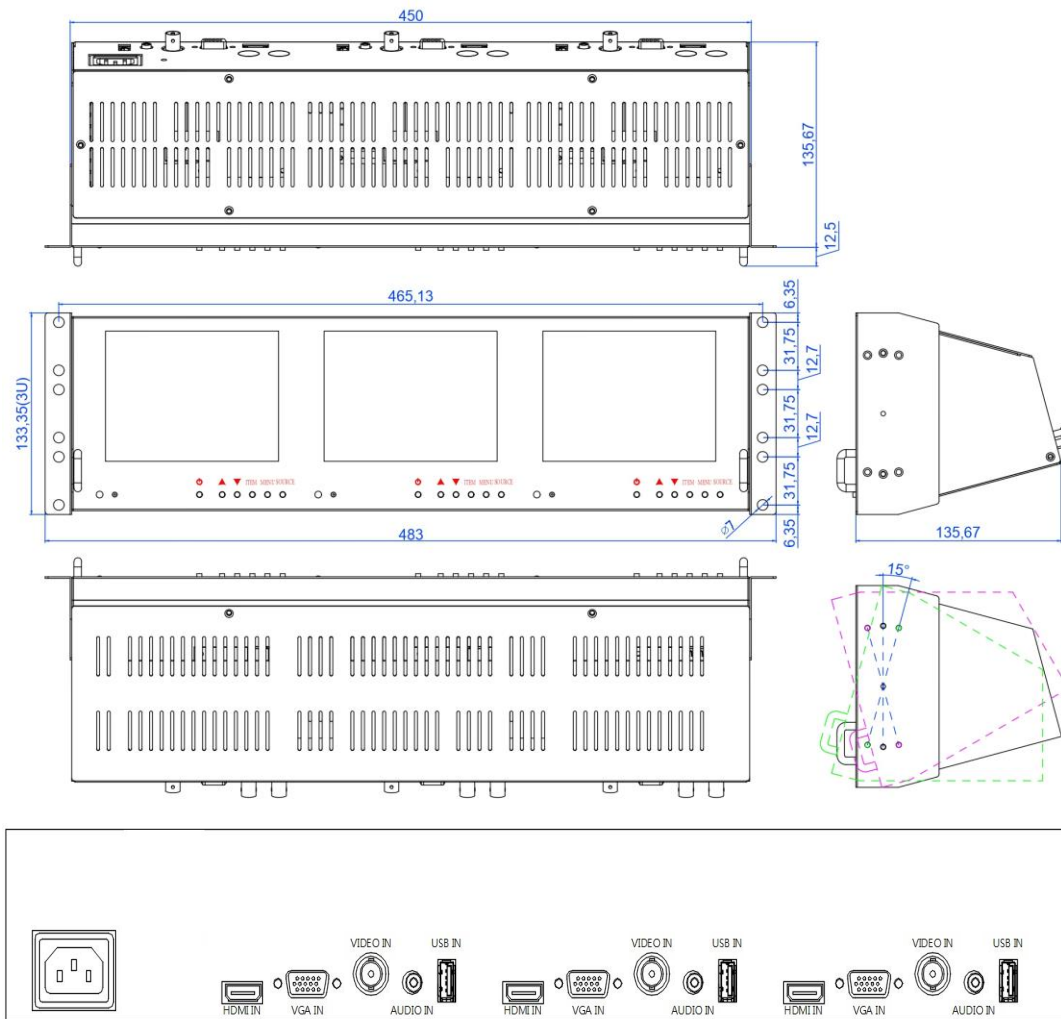 450
135,67
12,5
465,13
6,35
31,75
12,7
31,75
12,7
31,75
6,35
133,35(3U)
ITEM MENU SOURCE
ITEM MENU SOURCE
ITEM MENU SOURCE
Ø7
483
135,67
15°
VIDEO IN USB IN VIDEO IN USB IN VIDEO IN USB IN
HDMI IN VGA IN AUDIO IN HDMI IN VGA IN AUDIO IN HDMI IN VGA IN AUDIO IN